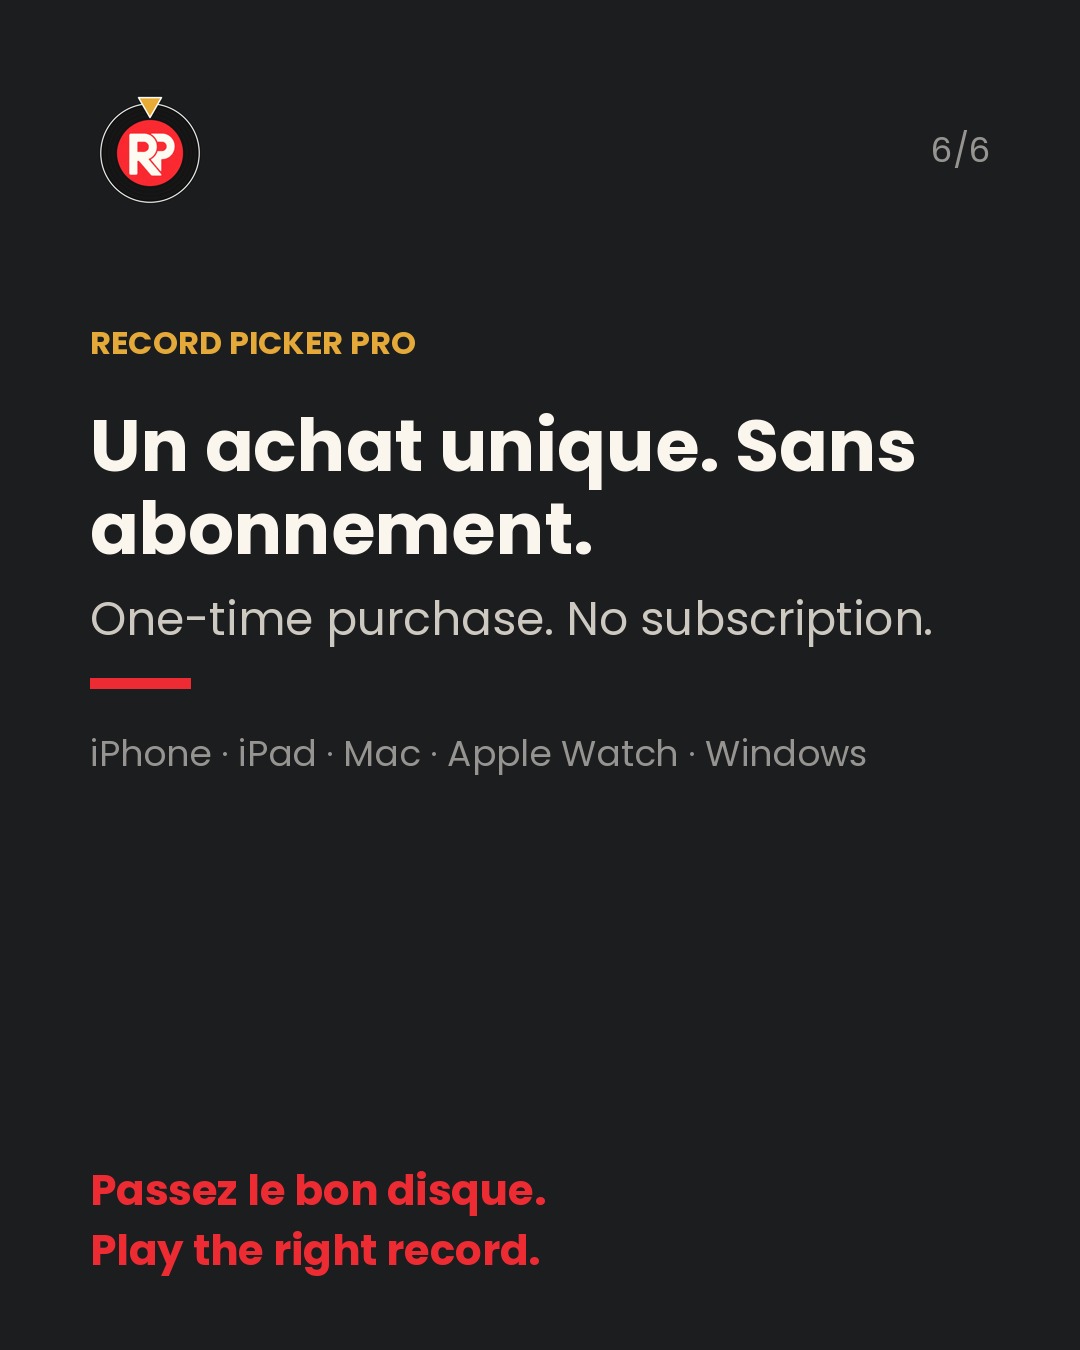 RP
6/6
RECORD PICKER PRO
Un achat unique. Sans
abonnement.
One-time purchase. No subscription.
iPhone · iPad · Mac · Apple Watch · Windows
Passez le bon disque.
Play the right record.